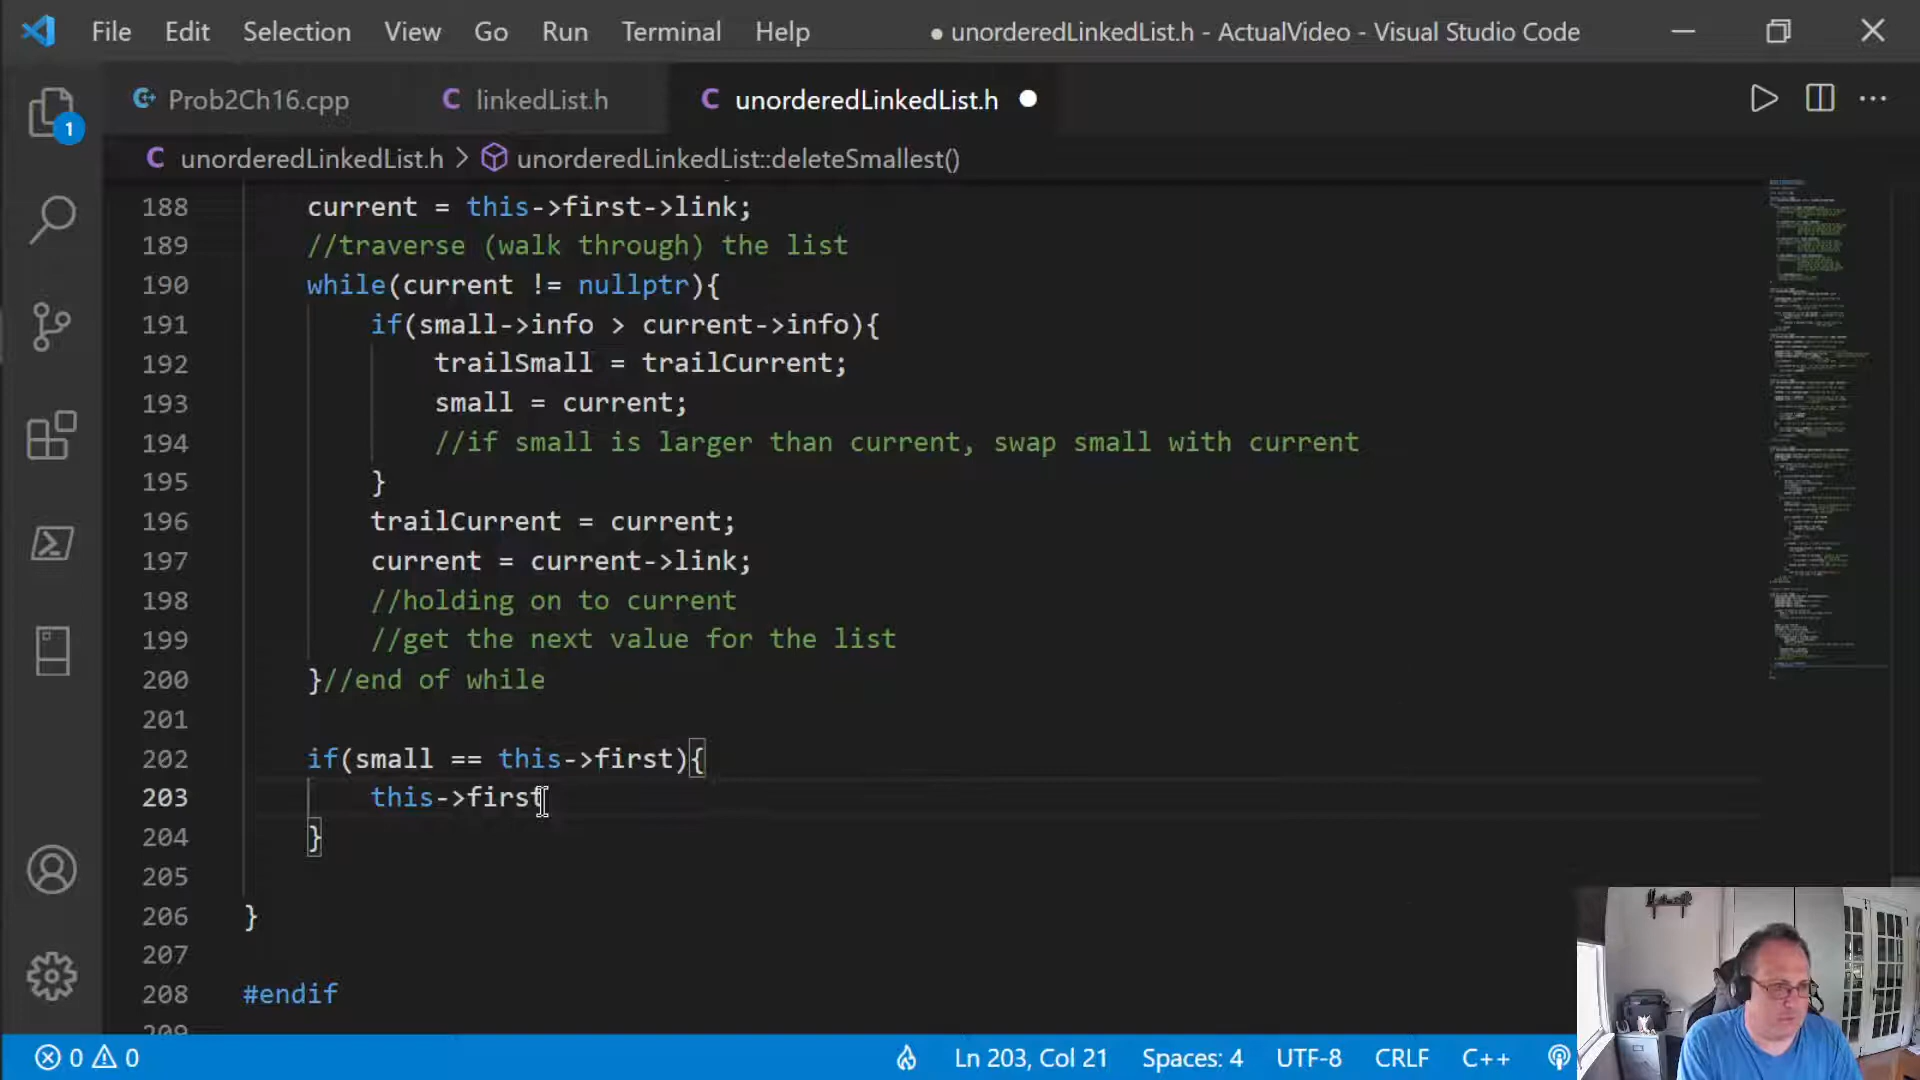 File Edit Selection View Go Run Terminal Help ● unorderedLinkedList.h - ActualVideo - Visual Studio Code
Prob2Ch16.cpp C linkedList.h C unorderedLinkedList.h
C unorderedLinkedList.h > unorderedLinkedList::deleteSmallest()
1
188 current = this->first->link;
189 //traverse (walk through) the list
190 while(current != nullptr){
191 if(small->info > current->info){
192 trailSmall = trailCurrent;
193 small = current;
194 //if small is larger than current, swap small with current
195 }
196 trailCurrent = current;
197 current = current->link;
198 //holding on to current
199 //get the next value for the list
200 }//end of while
201
202 if(small == this->first){
203 this->first
204 }
205
206 }
207
208 #endif
209
0 0 Ln 203, Col 21 Spaces: 4 UTF-8 CRLF C++